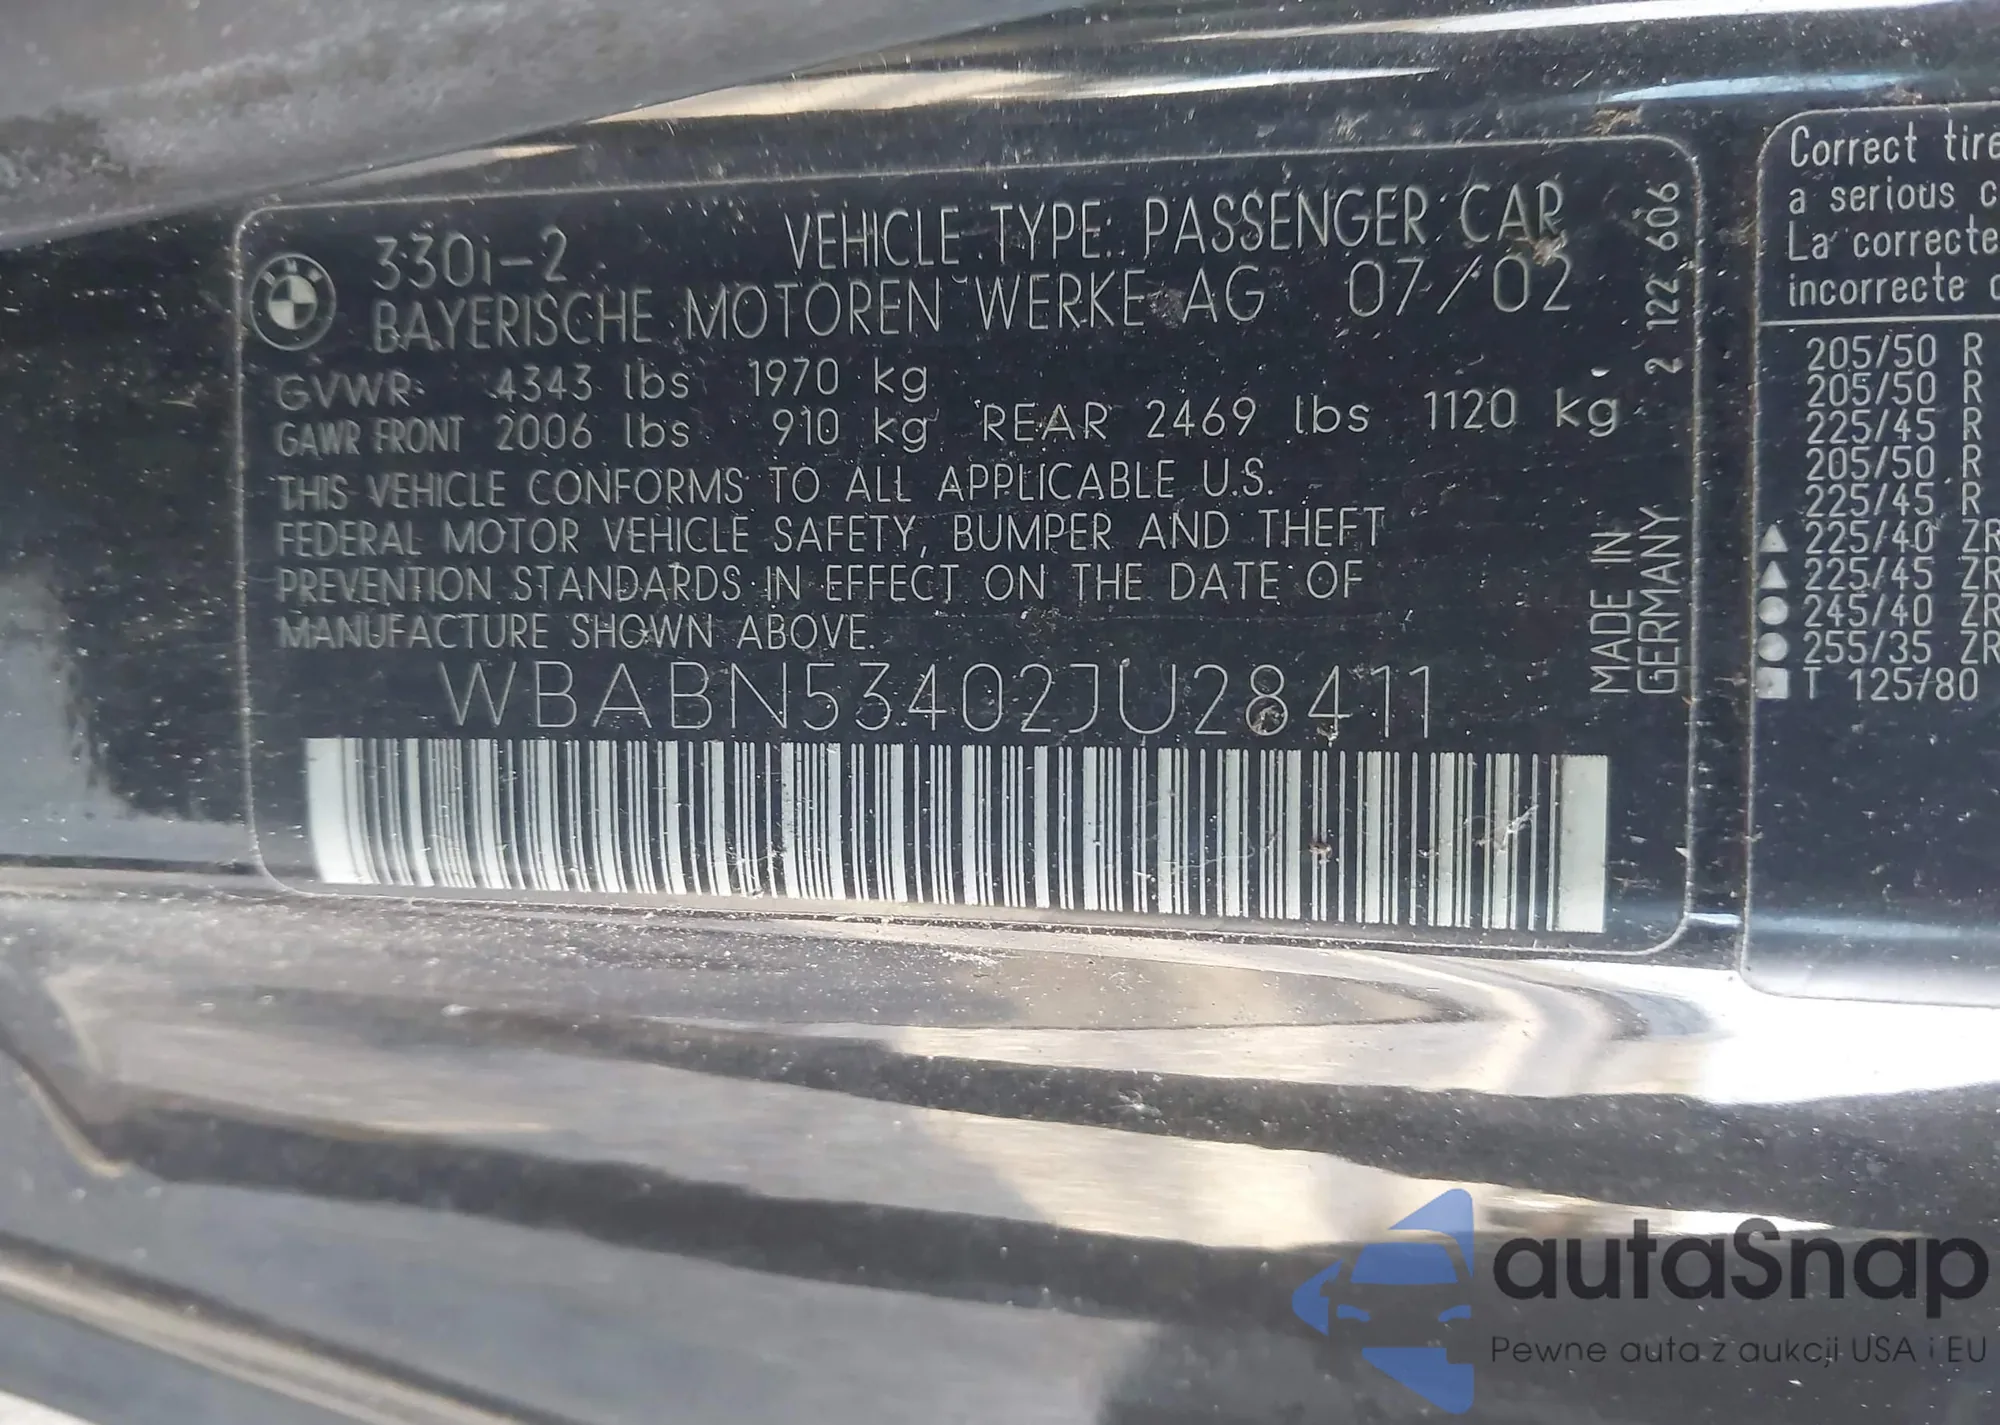 330i-2 VEHICLE TYPE: PASSENGER CAR
BMW
BAYERISCHE MOTOREN WERKE AG 07/02
GVWR 4343 lbs 1970 kg
GAWR FRONT 2006 lbs 910 kg REAR 2469 lbs 1120 kg
THIS VEHICLE CONFORMS TO ALL APPLICABLE U.S.
FEDERAL MOTOR VEHICLE SAFETY, BUMPER AND THEFT
PREVENTION STANDARDS IN EFFECT ON THE DATE OF
MANUFACTURE SHOWN ABOVE.
WBABN53402JU28411
2 122 606
MADE IN
GERMANY
Correct tire
a serious c
La correcte
incorrecte
205/50 R
205/50 R
225/45 R
205/50 R
225/45 R
225/40 ZR
225/45 ZR
245/40 ZR
255/35 ZR
T 125/80
autaSnap
Pewne auta z aukcji USA i EU